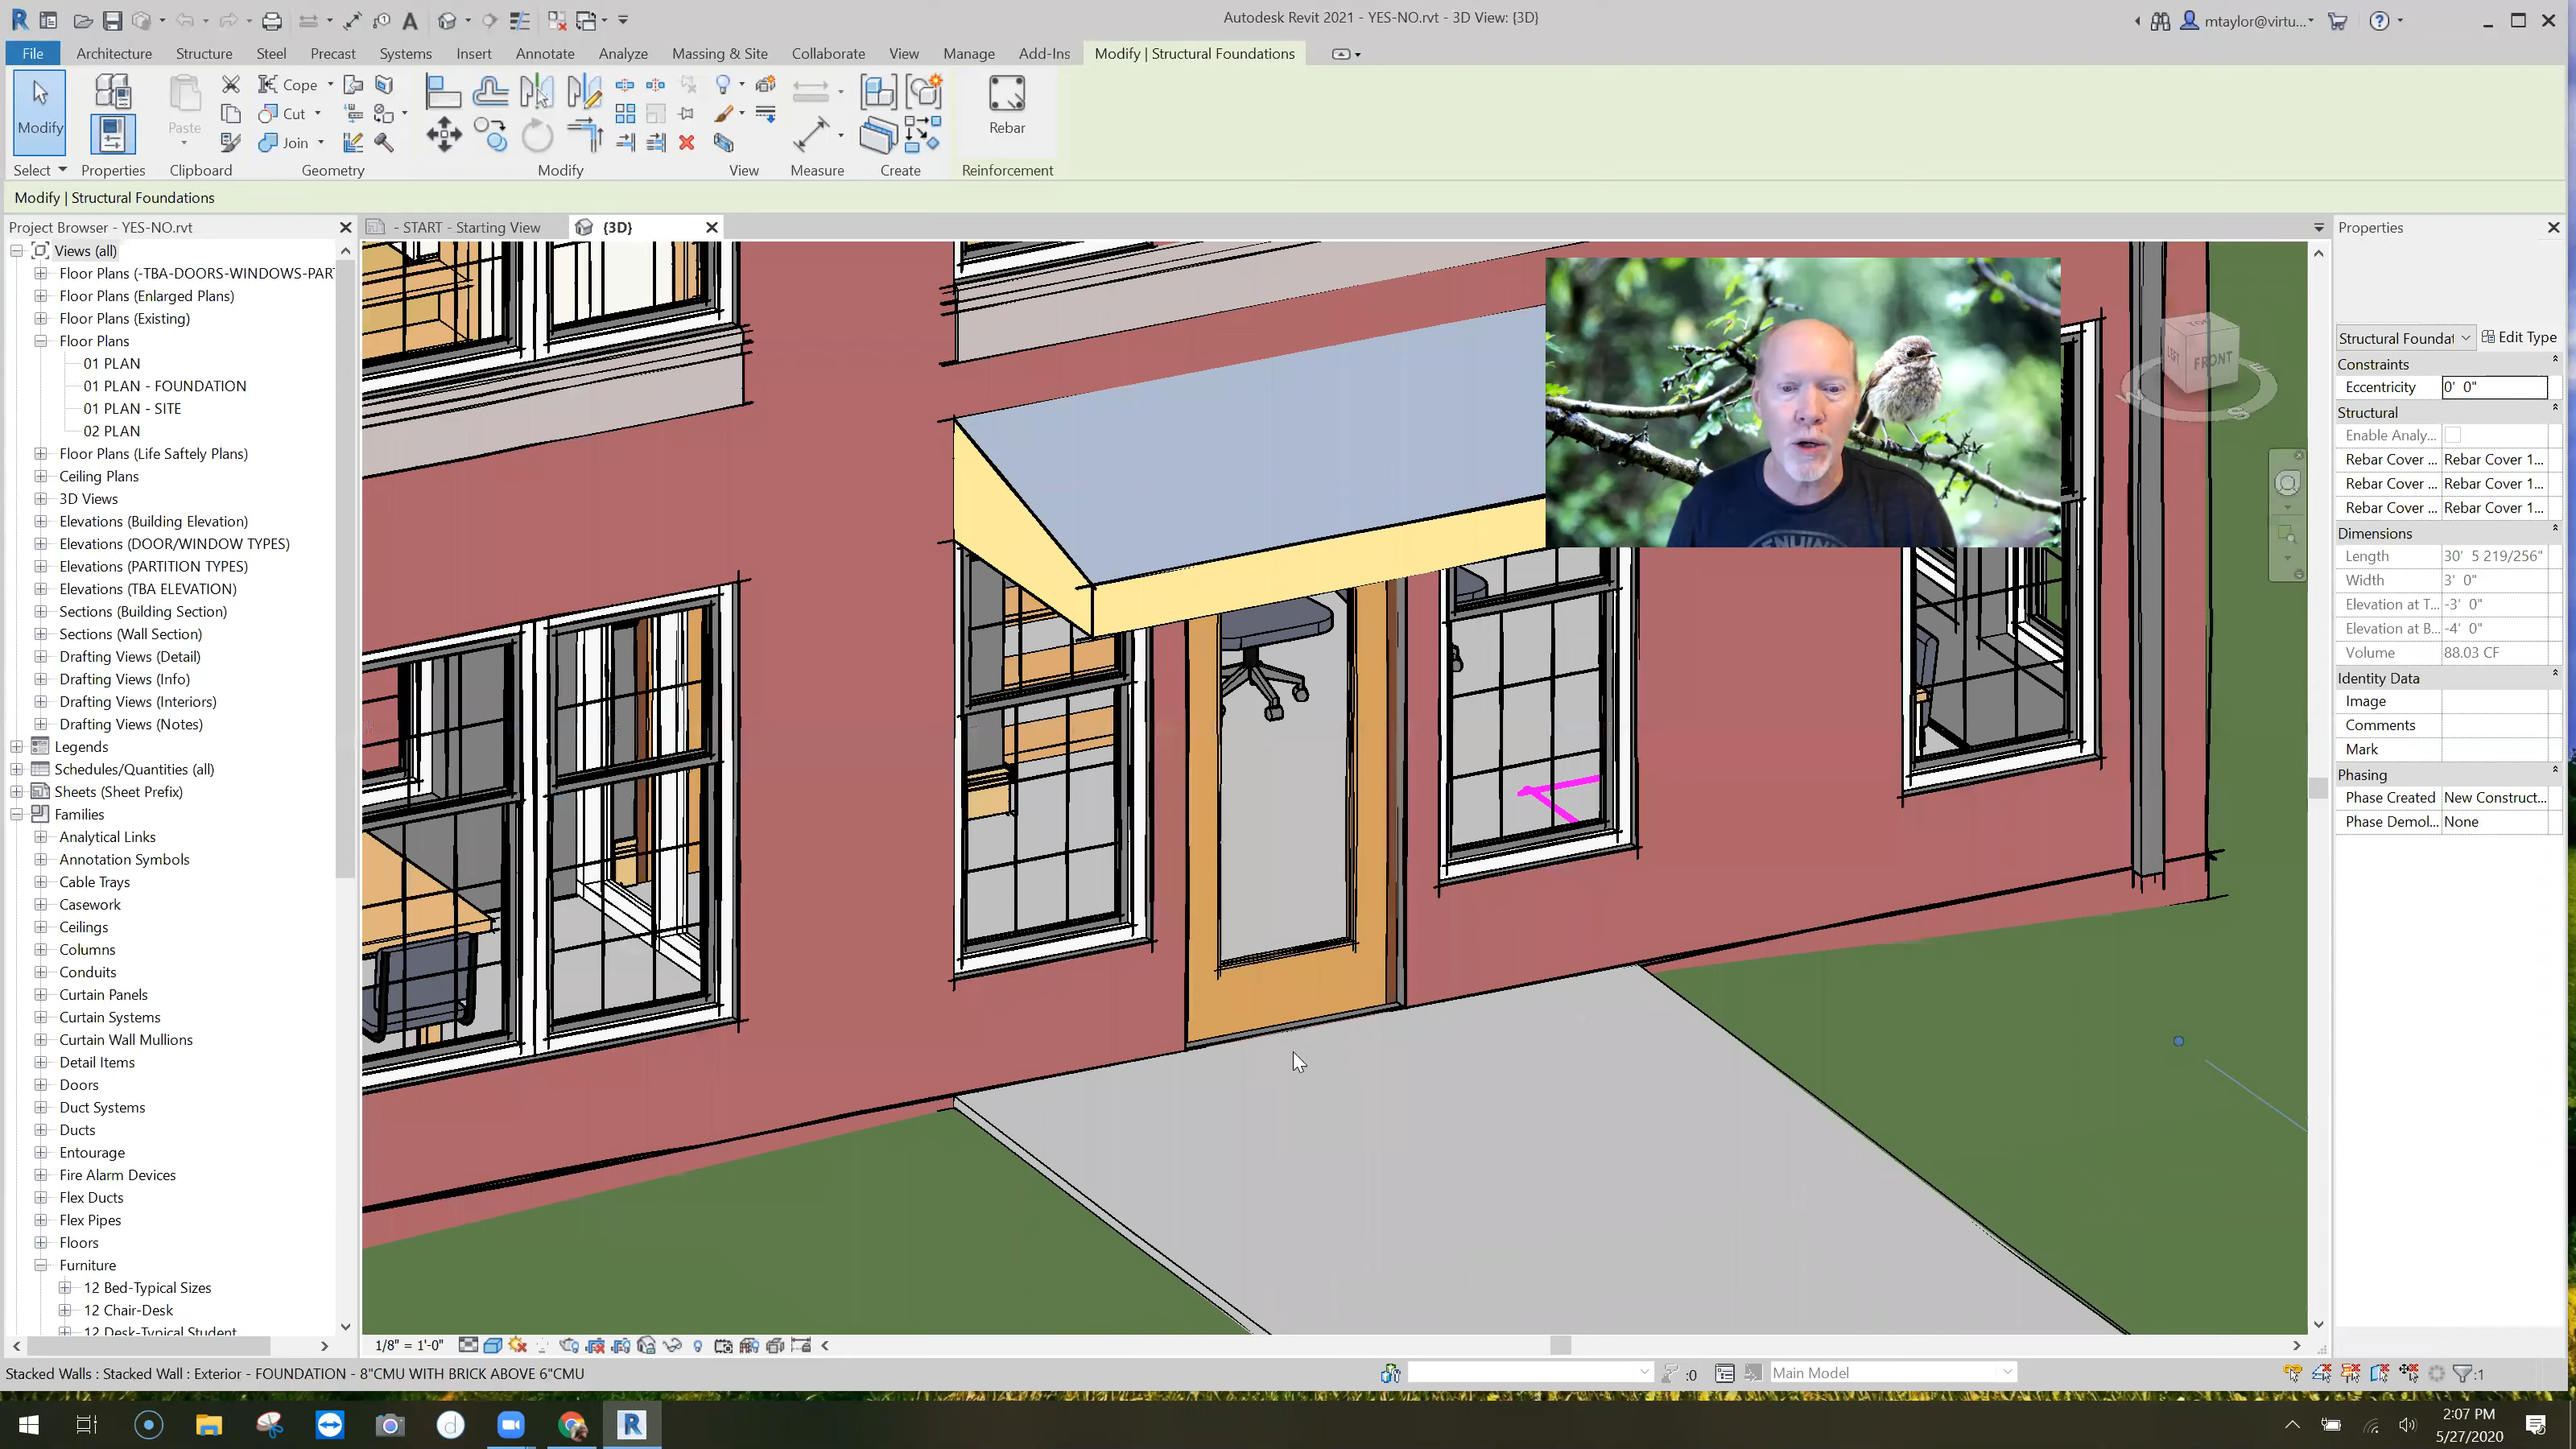 Autodesk Revit 2021 - YES-NO.rvt - 3D View: {3D}
mtaylor@virtu...
File Architecture Structure Steel Precast Systems Insert Annotate Analyze Massing & Site Collaborate View Manage Add-Ins Modify | Structural Foundations
Modify Paste Cope Cut Join Rebar
Select Properties Clipboard Geometry Modify View Measure Create Reinforcement
Modify | Structural Foundations
Project Browser - YES-NO.rvt
- START - Starting View
{3D}
Views (all)
Floor Plans (-TBA-DOORS-WINDOWS-PAR
Floor Plans (Enlarged Plans)
Floor Plans (Existing)
Floor Plans
01 PLAN
01 PLAN - FOUNDATION
01 PLAN - SITE
02 PLAN
Floor Plans (Life Saftely Plans)
Ceiling Plans
3D Views
Elevations (Building Elevation)
Elevations (DOOR/WINDOW TYPES)
Elevations (PARTITION TYPES)
Elevations (TBA ELEVATION)
Sections (Building Section)
Sections (Wall Section)
Drafting Views (Detail)
Drafting Views (Info)
Drafting Views (Interiors)
Drafting Views (Notes)
Legends
Schedules/Quantities (all)
Sheets (Sheet Prefix)
Families
Analytical Links
Annotation Symbols
Cable Trays
Casework
Ceilings
Columns
Conduits
Curtain Panels
Curtain Systems
Curtain Wall Mullions
Detail Items
Doors
Duct Systems
Ducts
Entourage
Fire Alarm Devices
Flex Ducts
Flex Pipes
Floors
Furniture
12 Bed-Typical Sizes
12 Chair-Desk
12 Desk-Typical Student
TOP
LEFT
FRONT
W
S
Properties
Structural Foundat
Edit Type
Constraints
Eccentricity 0' 0"
Structural
Enable Analy...
Rebar Cover ... Rebar Cover 1...
Rebar Cover ... Rebar Cover 1...
Rebar Cover ... Rebar Cover 1...
Dimensions
Length 30' 5 219/256"
Width 3' 0"
Elevation at T... -3' 0"
Elevation at B... -4' 0"
Volume 88.03 CF
Identity Data
Image
Comments
Mark
Phasing
Phase Created New Construct...
Phase Demol... None
1/8" = 1'-0"
Stacked Walls : Stacked Wall : Exterior - FOUNDATION - 8"CMU WITH BRICK ABOVE 6"CMU
:0
Main Model
:1
2:07 PM
5/27/2020